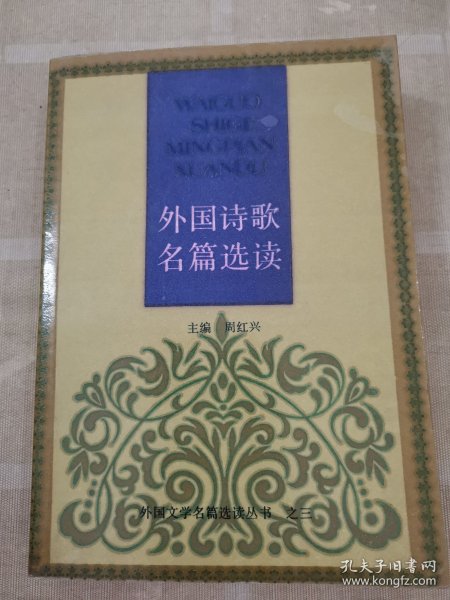 WAIGUO
SHIGE
MINGPIAN
XUANDU
外国诗歌
名篇选读
主编 周红兴
外国文学名篇选读丛书 之三
孔夫子旧书网
www.kongfz.com